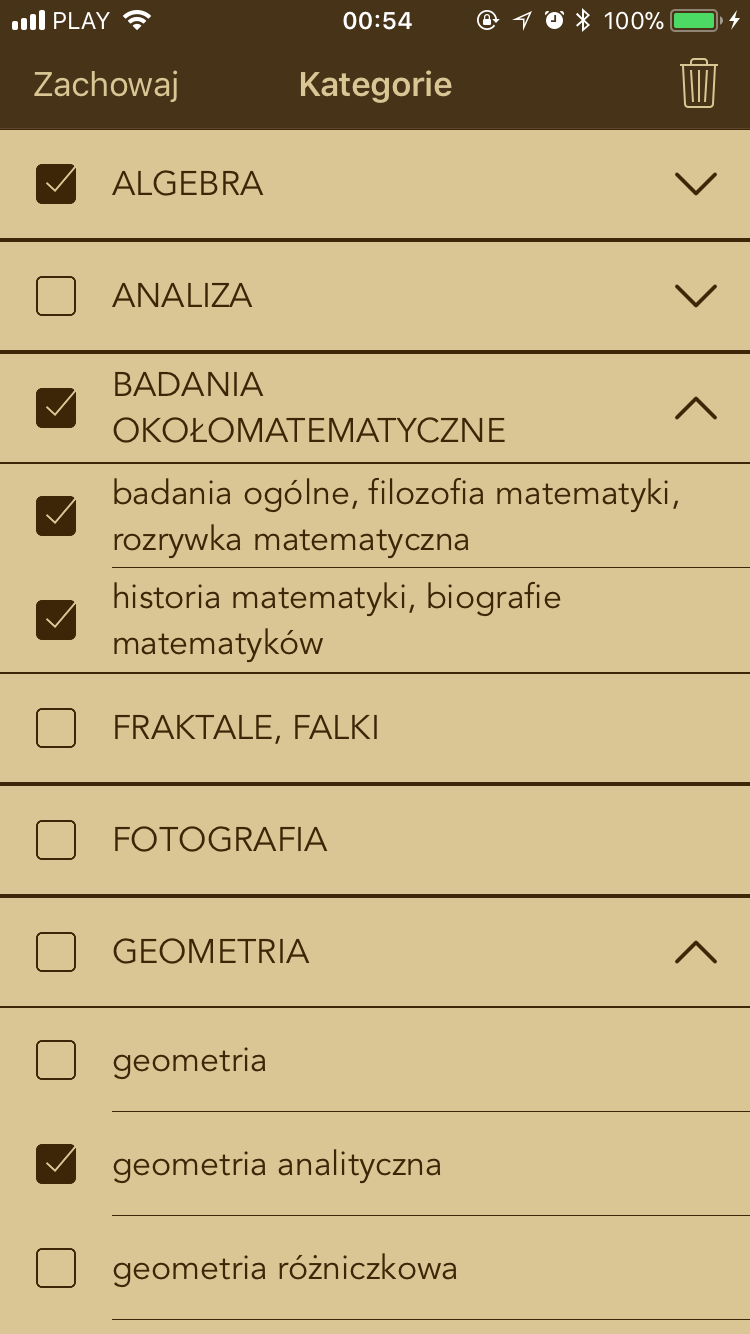 PLAY 00:54 100%
Zachowaj Kategorie
ALGEBRA
ANALIZA
BADANIA
OKOŁOMATEMATYCZNE
badania ogólne, filozofia matematyki,
rozrywka matematyczna
historia matematyki, biografie
matematyków
FRAKTALE, FALKI
FOTOGRAFIA
GEOMETRIA
geometria
geometria analityczna
geometria różniczkowa